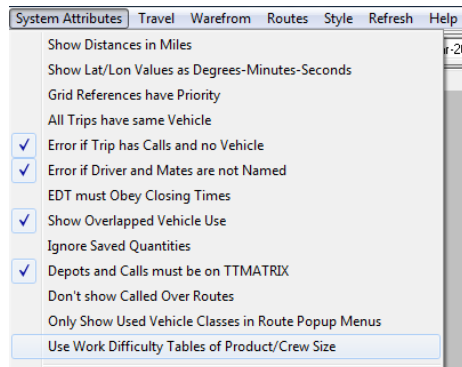 System Attributes Travel Warefrom Routes Style Refresh Help
Show Distances in Miles
Show Lat/Lon Values as Degrees-Minutes-Seconds
Grid References have Priority
All Trips have same Vehicle
Error if Trip has Calls and no Vehicle
Error if Driver and Mates are not Named
EDT must Obey Closing Times
Show Overlapped Vehicle Use
Ignore Saved Quantities
Depots and Calls must be on TTMATRIX
Don't show Called Over Routes
Only Show Used Vehicle Classes in Route Popup Menus
Use Work Difficulty Tables of Product/Crew Size